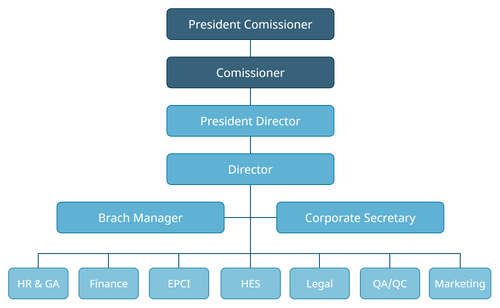 President Comissioner
Comissioner
President Director
Director
Brach Manager
Corporate Secretary
HR & GA
Finance
EPCI
HES
Legal
QA/QC
Marketing